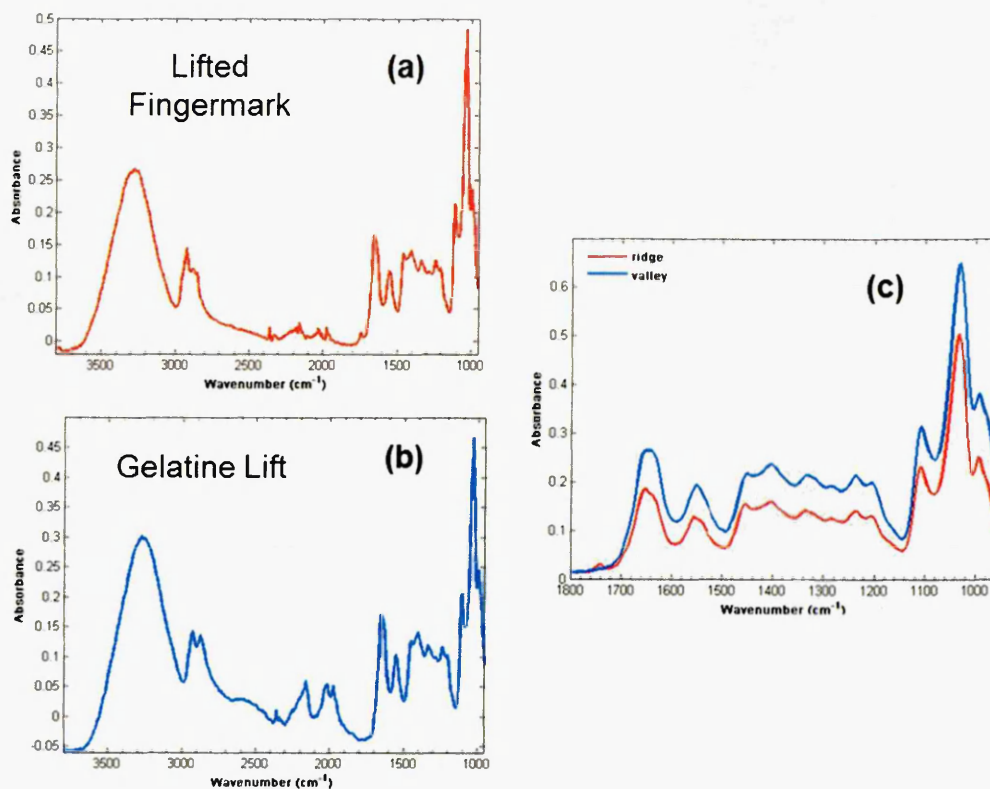 Lifted
Fingermark
(a)
0.5
0.45
0.4
0.35
0.3
0.25
0.2
0.15
0.1
0.05
0
Absorbance
3500 3000 2500 2000 1500 1000
Wavenumber (cm⁻¹)
Gelatine Lift
(b)
0.45
0.4
0.35
0.3
0.25
0.2
0.15
0.1
0.05
0
-0.05
Absorbance
3500 3000 2500 2000 1500 1000
Wavenumber (cm⁻¹)
ridge
valley
(c)
0.6
0.5
0.4
0.3
0.2
0.1
0
Absorbance
1800 1700 1600 1500 1400 1300 1200 1100 1000
Wavenumber (cm⁻¹)